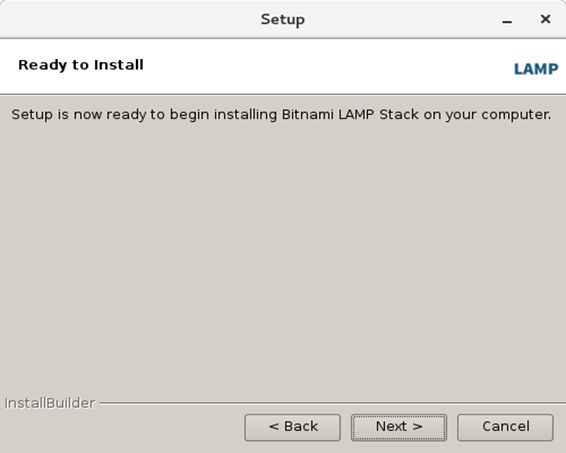 Setup
Ready to Install
LAMP
Setup is now ready to begin installing Bitnami LAMP Stack on your computer.
InstallBuilder
< Back
Next >
Cancel